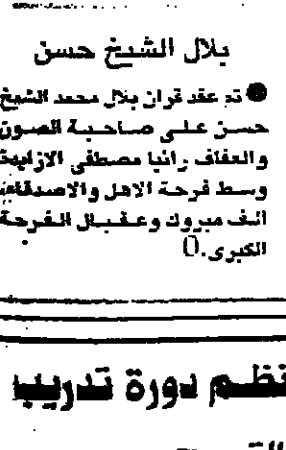 بلال الشيخ حسن
● تم عقد قران بلال محمد الشيخ
حسن على صاحبة الصون
والعفاف رانيا مصطفى
وسط فرحة الاهل والاصدقاء
الف مبروك وعقبال الفرحة
الكبرى.()
نظم دورة تدريب